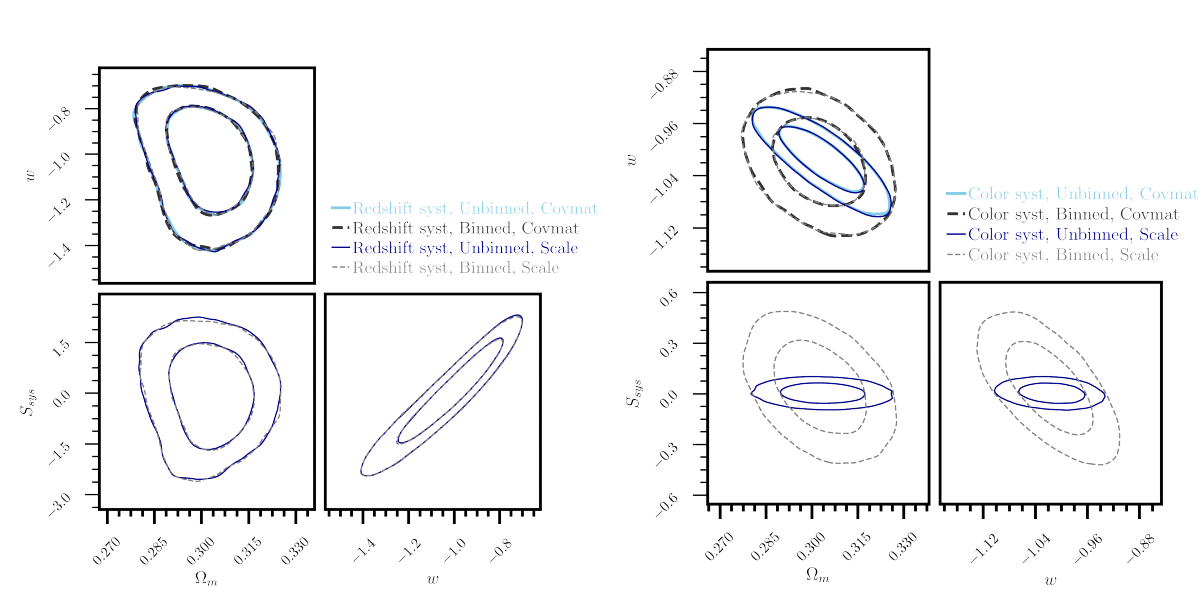 −0.8
−1.0
−1.2
−1.4
w
Redshift syst, Unbinned, Covmat
Redshift syst, Binned, Covmat
Redshift syst, Unbinned, Scale
Redshift syst, Binned, Scale
1.5
0.0
−1.5
−3.0
S_sys
0.270
0.285
0.300
0.315
0.330
Ω_m
−1.4
−1.2
−1.0
−0.8
w
−0.88
−0.96
−1.04
−1.12
w
Color syst, Unbinned, Covmat
Color syst, Binned, Covmat
Color syst, Unbinned, Scale
Color syst, Binned, Scale
0.6
0.3
0.0
−0.3
−0.6
S_sys
0.270
0.285
0.300
0.315
0.330
Ω_m
−1.12
−1.04
−0.96
−0.88
w